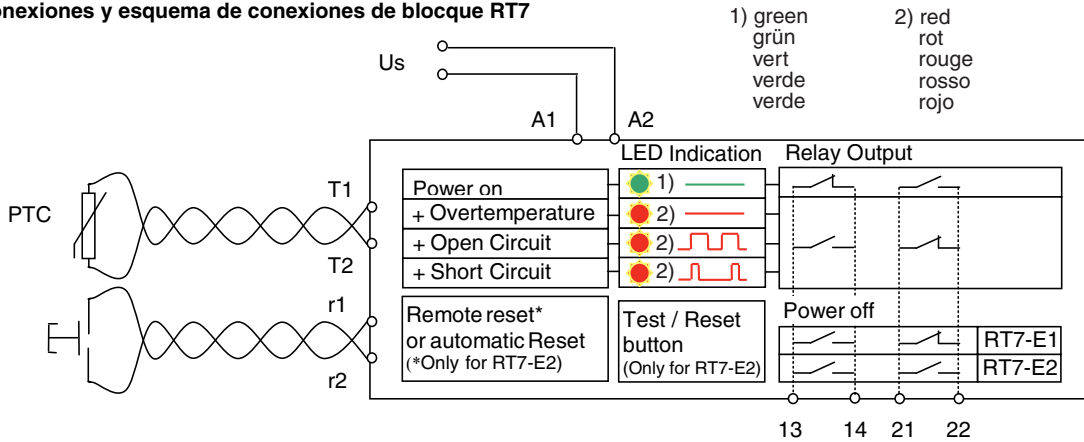 onexiones y esquema de conexiones de blocque RT7
1) green
grün
vert
verde
verde
2) red
rot
rouge
rosso
rojo
Us
A1
A2
LED Indication
Relay Output
PTC
T1
T2
Power on
1)
+ Overtemperature
2)
+ Open Circuit
2)
+ Short Circuit
2)
r1
r2
Remote reset*
or automatic Reset
(*Only for RT7-E2)
Test / Reset
button
(Only for RT7-E2)
Power off
RT7-E1
RT7-E2
13
14
21
22